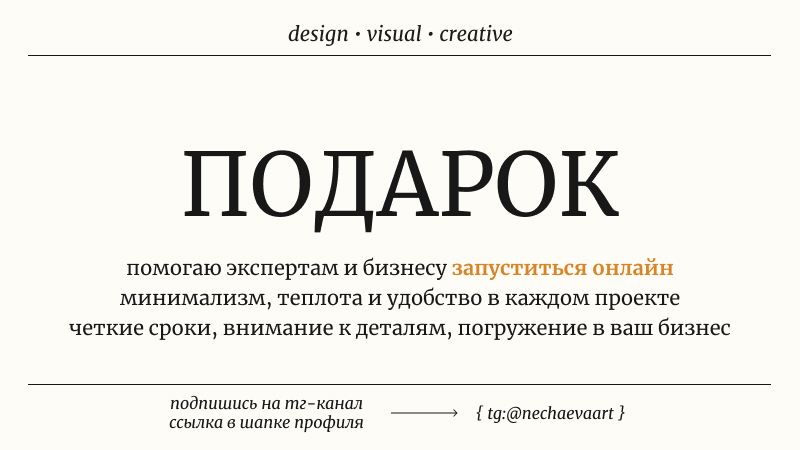 design • visual • creative
ПОДАРОК
помогаю экспертам и бизнесу запуститься онлайн
минимализм, теплота и удобство в каждом проекте
четкие сроки, внимание к деталям, погружение в ваш бизнес
подпишись на тг-канал
ссылка в шапке профиля
{ tg:@nechaevaart }